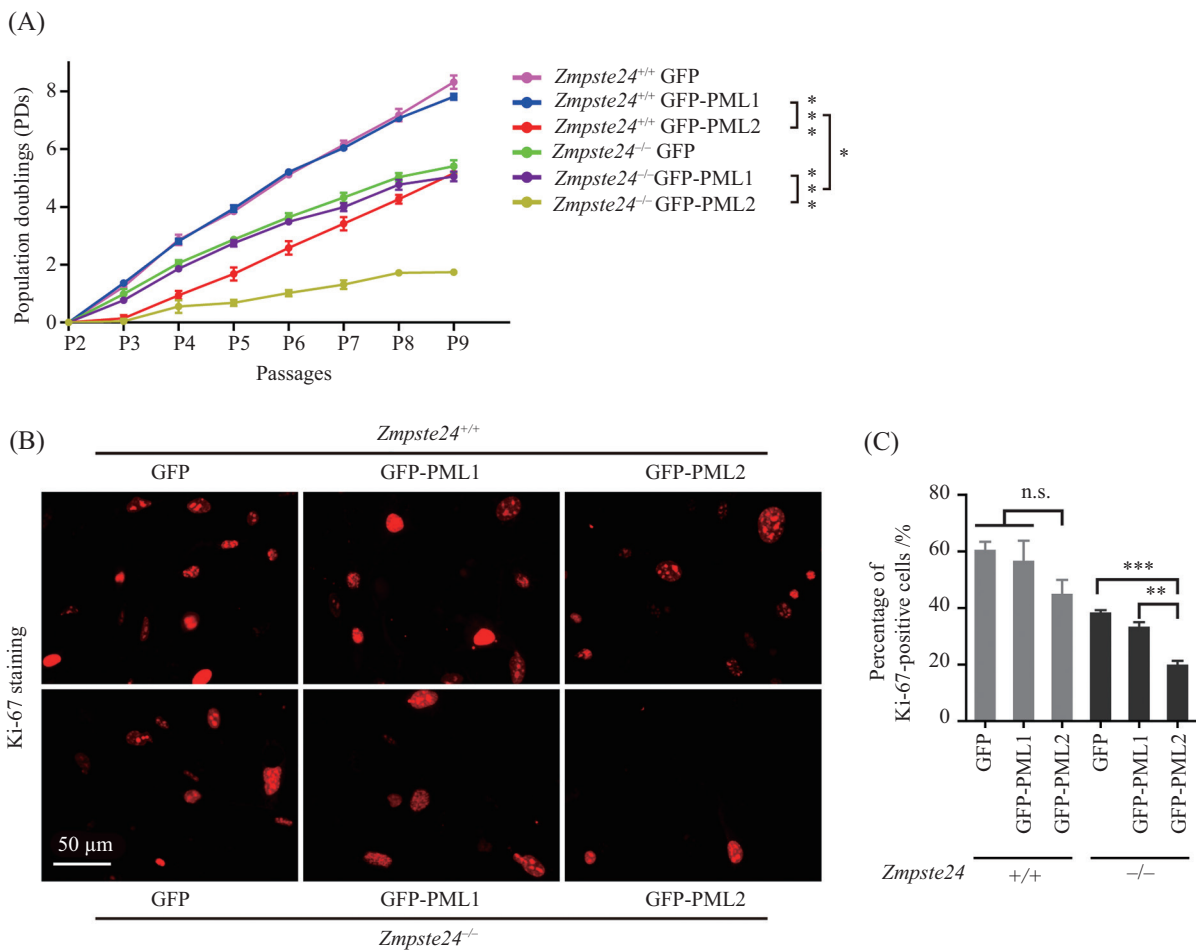 (A)
Population doublings (PDs)
8
6
4
2
0
P2 P3 P4 P5 P6 P7 P8 P9
Passages
Zmpste24+/+ GFP
Zmpste24+/+ GFP-PML1
Zmpste24+/+ GFP-PML2
Zmpste24–/– GFP
Zmpste24–/– GFP-PML1
Zmpste24–/– GFP-PML2
***
***
*
(B)
Zmpste24+/+
GFP GFP-PML1 GFP-PML2
Ki-67 staining
50 µm
GFP GFP-PML1 GFP-PML2
Zmpste24–/–
(C)
Percentage of
Ki-67-positive cells /%
80
60
40
20
0
n.s.
***
**
GFP
GFP-PML1
GFP-PML2
GFP
GFP-PML1
GFP-PML2
Zmpste24 +/+ –/–